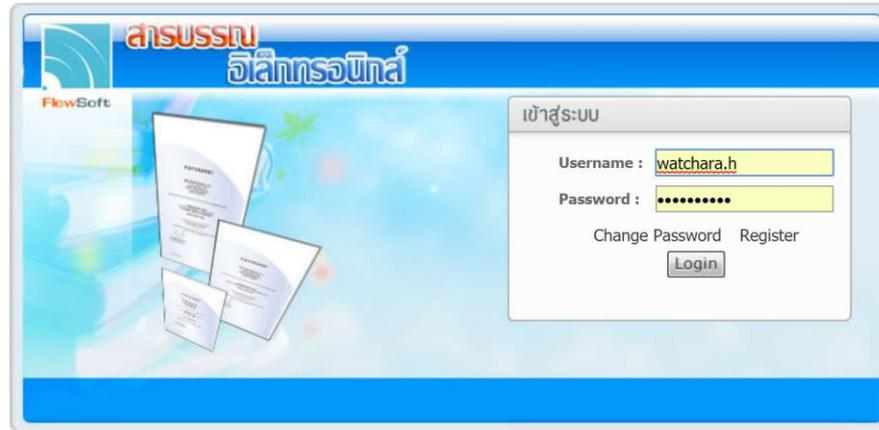 สารบรรณ
อิเล็กทรอนิกส์
FlowSoft
เข้าสู่ระบบ
Username : watchara.h
Password : ••••••••••
Change Password Register
Login